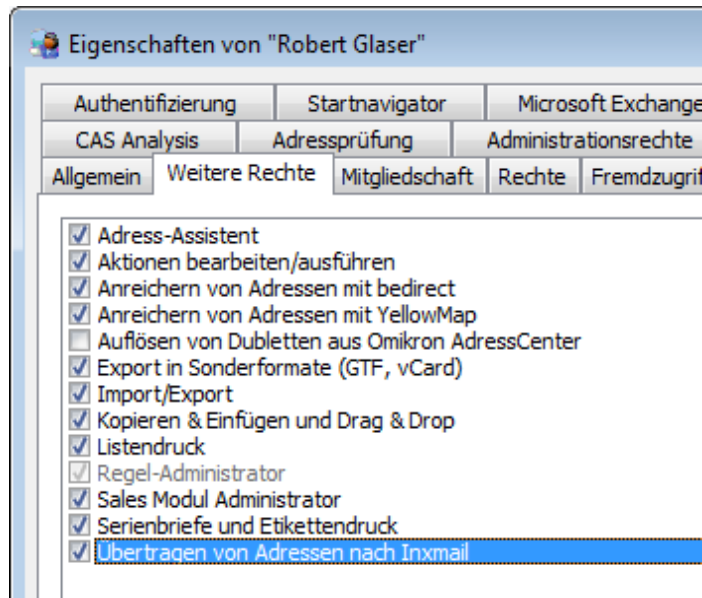 Eigenschaften von "Robert Glaser"
Authentifizierung Startnavigator Microsoft Exchange
CAS Analysis Adressprüfung Administrationsrechte
Allgemein Weitere Rechte Mitgliedschaft Rechte Fremdzugrif
Adress-Assistent
Aktionen bearbeiten/ausführen
Anreichern von Adressen mit bedirect
Anreichern von Adressen mit YellowMap
Auflösen von Dubletten aus Omikron AdressCenter
Export in Sonderformate (GTF, vCard)
Import/Export
Kopieren & Einfügen und Drag & Drop
Listendruck
Regel-Administrator
Sales Modul Administrator
Serienbriefe und Etikettendruck
Übertragen von Adressen nach Inxmail